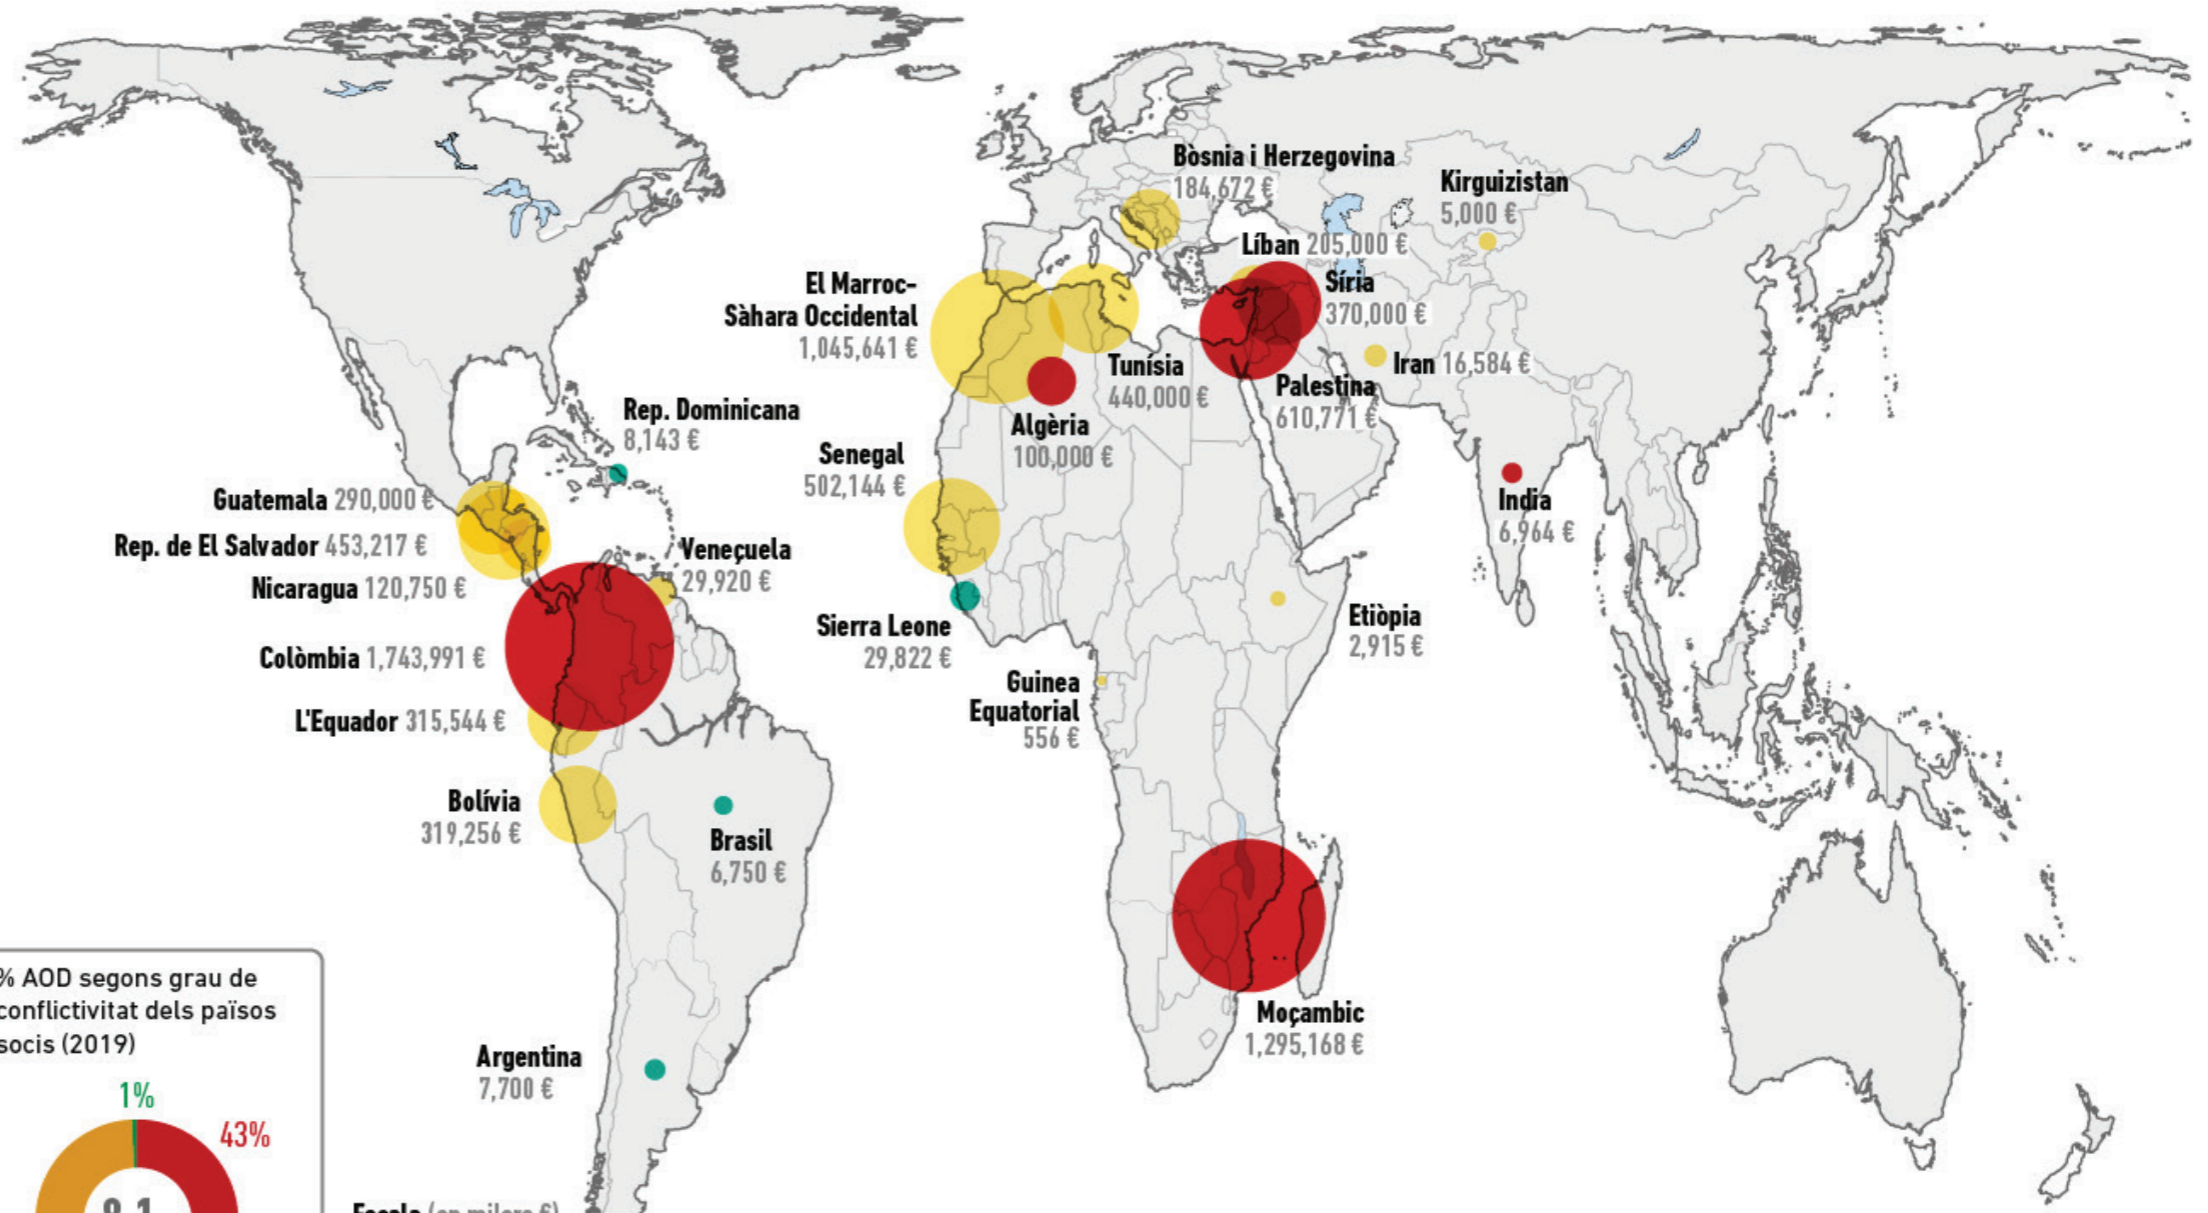 Bòsnia i Herzegovina
184,672 €
Kirguizistan
5,000 €
Líban 205,000 €
El Marroc-
Sàhara Occidental
1,045,641 €
Síria
370,000 €
Tunísia
440,000 €
Iran 16,584 €
Palestina
610,771 €
Rep. Dominicana
8,143 €
Algèria
100,000 €
Senegal
502,144 €
Guatemala 290,000 €
India
6,964 €
Rep. de El Salvador 453,217 €
Veneçuela
29,920 €
Nicaragua 120,750 €
Etiòpia
2,915 €
Sierra Leone
29,822 €
Colòmbia 1,743,991 €
Guinea
Equatorial
556 €
L'Equador 315,544 €
Bolívia
319,256 €
Brasil
6,750 €
Moçambic
1,295,168 €
Argentina
7,700 €
% AOD segons grau de
conflictivitat dels països
socis (2019)
1%
43%